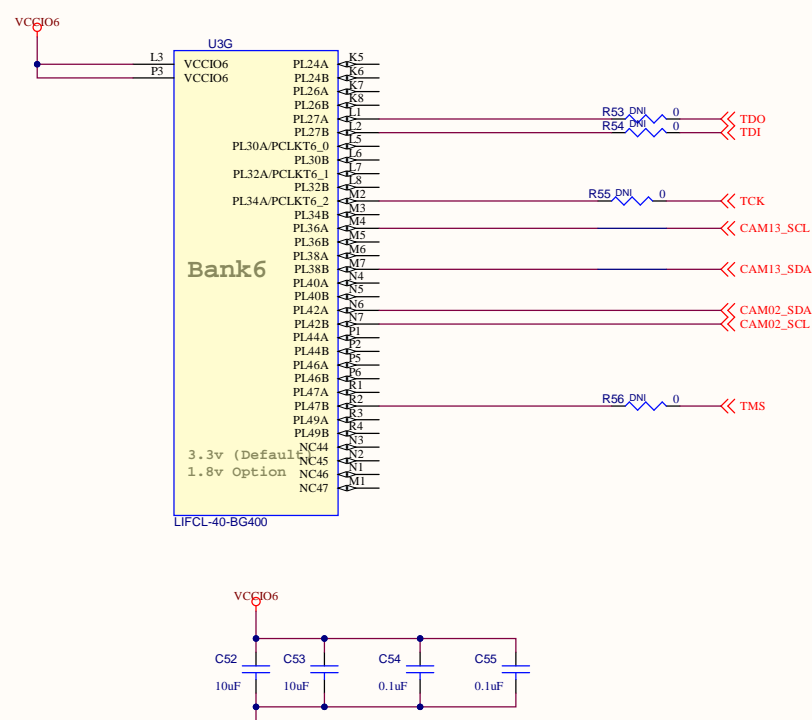 VCCIO6
U3G
L3 VCCIO6 PL24A K5
P3 VCCIO6 PL24B K6
PL26A K7
PL26B K8
PL27A L1 R53 DNI 0 TDO
PL27B L2 R54 DNI 0 TDI
PL30A/PCLKT6_0 L5
PL30B L6
PL32A/PCLKT6_1 L7
PL32B L8
PL34A/PCLKT6_2 M2 R55 DNI 0 TCK
PL34B M3
PL36A M4 CAM13_SCL
PL36B M5
PL38A M6
Bank6 PL38B M7 CAM13_SDA
PL40A N4
PL40B N5
PL42A N6 CAM02_SDA
PL42B N7 CAM02_SCL
PL44A P1
PL44B P2
PL46A P5
PL46B P6
PL47A R1
PL47B R2 R56 DNI 0 TMS
PL49A R3
PL49B R4
NC44 N3
3.3v (Default)
NC45 N2
1.8v Option NC46 N1
NC47 M1
LIFCL-40-BG400
VCCIO6
C52 C53 C54 C55
10uF 10uF 0.1uF 0.1uF